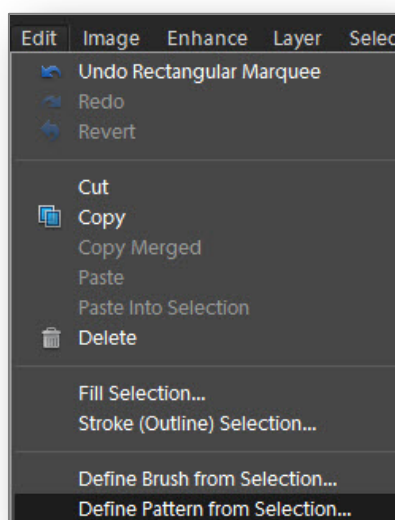 Edit Image Enhance Layer Selec
Undo Rectangular Marquee
Redo
Revert
Cut
Copy
Copy Merged
Paste
Paste Into Selection
Delete
Fill Selection...
Stroke (Outline) Selection...
Define Brush from Selection...
Define Pattern from Selection...